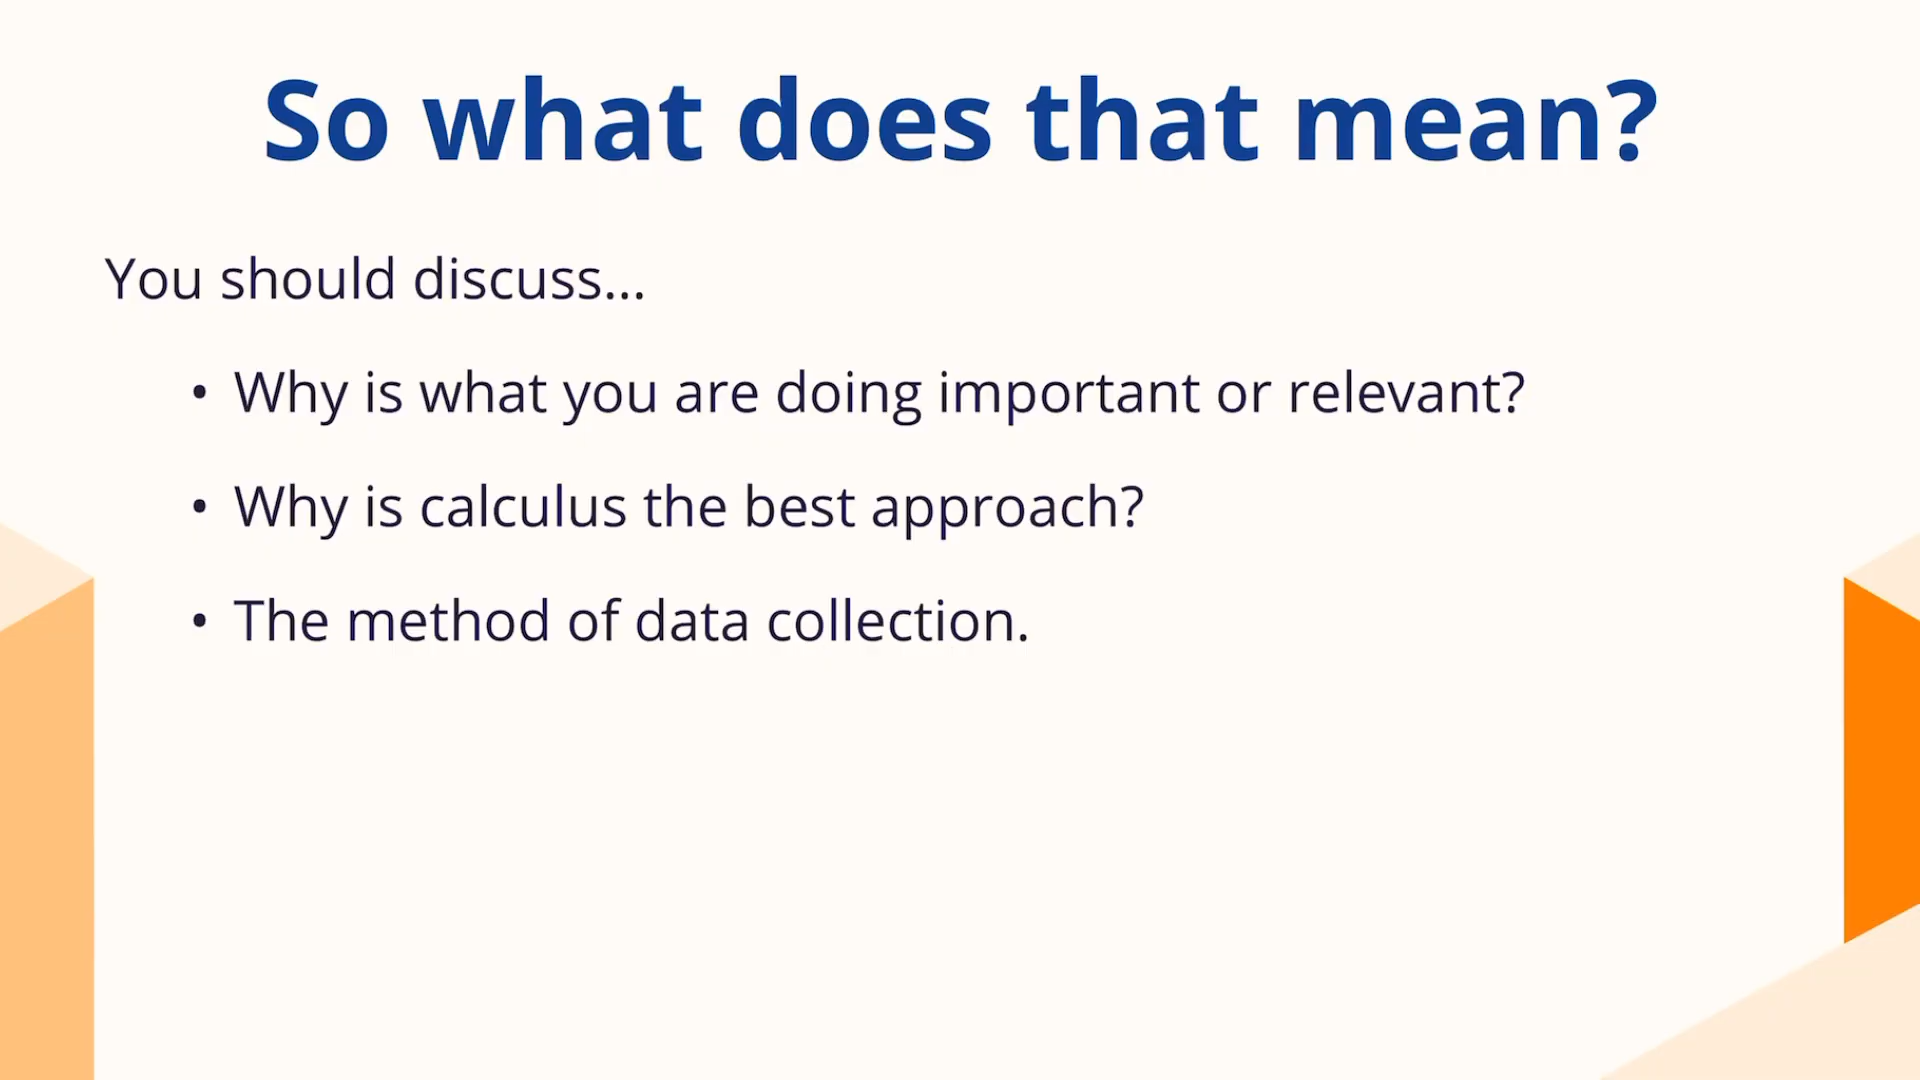 So what does that mean?
You should discuss...
• Why is what you are doing important or relevant?
• Why is calculus the best approach?
• The method of data collection.